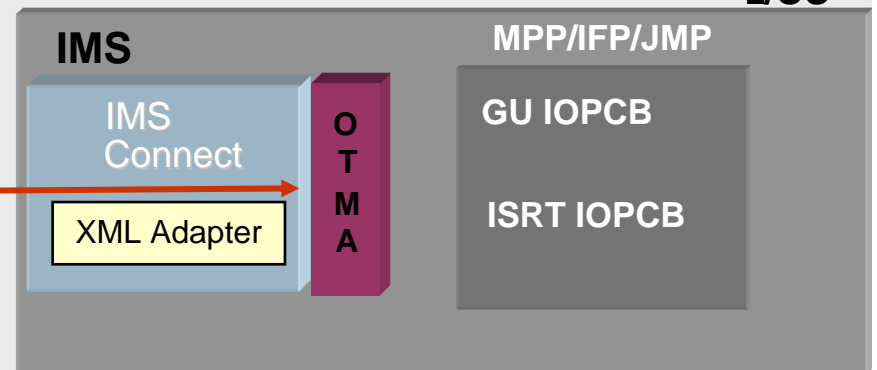 IMS
MPP/IFP/JMP
IMS
Connect
XML Adapter
O
T
M
A
GU IOPCB
ISRT IOPCB